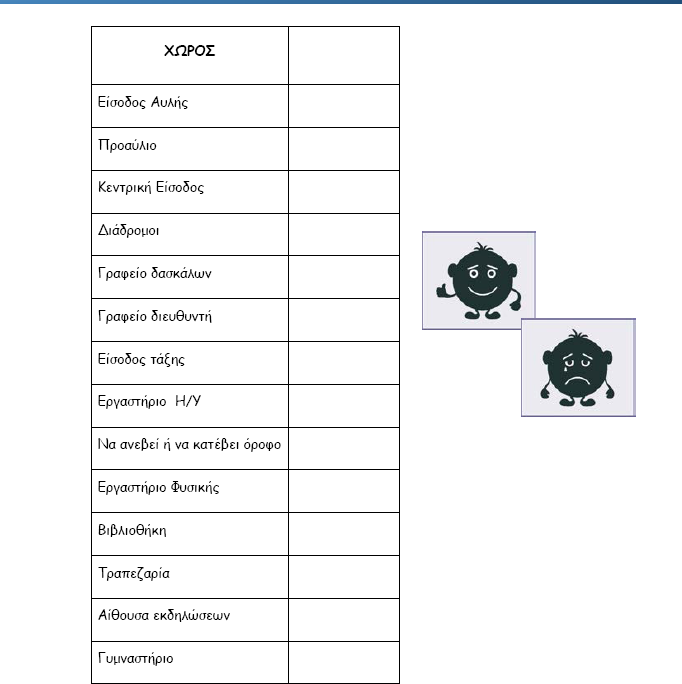 ΧΩΡΟΣ
Είσοδος Αυλής
Προαύλιο
Κεντρική Είσοδος
Διάδρομοι
Γραφείο δασκάλων
Γραφείο διευθυντή
Είσοδος τάξης
Εργαστήριο Η/Υ
Να ανεβεί ή να κατέβει όροφο
Εργαστήριο Φυσικής
Βιβλιοθήκη
Τραπεζαρία
Αίθουσα εκδηλώσεων
Γυμναστήριο